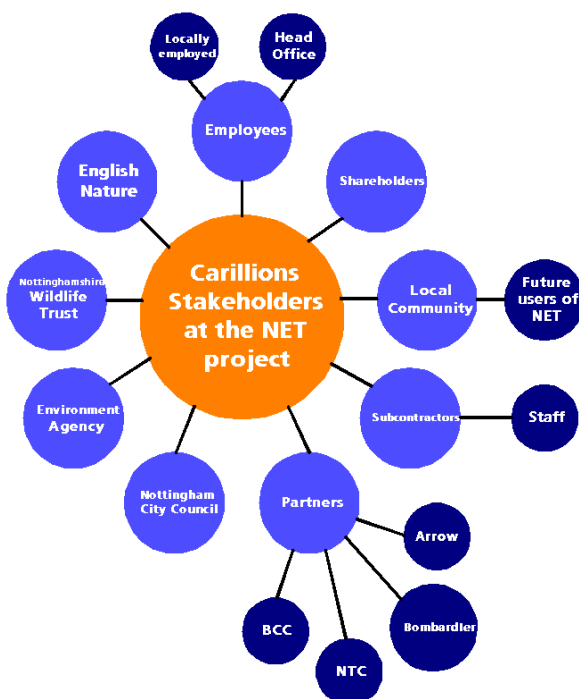 Locally
employed
Head
Office
Employees
English
Nature
Shareholders
Nottinghamshire
Wildlife
Trust
Carillions
Stakeholders
at the NET
project
Local
Community
Future
users of
NET
Environment
Agency
Subcontractors
Staff
Nottingham
City Council
Partners
Arrow
BCC
Bombardier
NTC